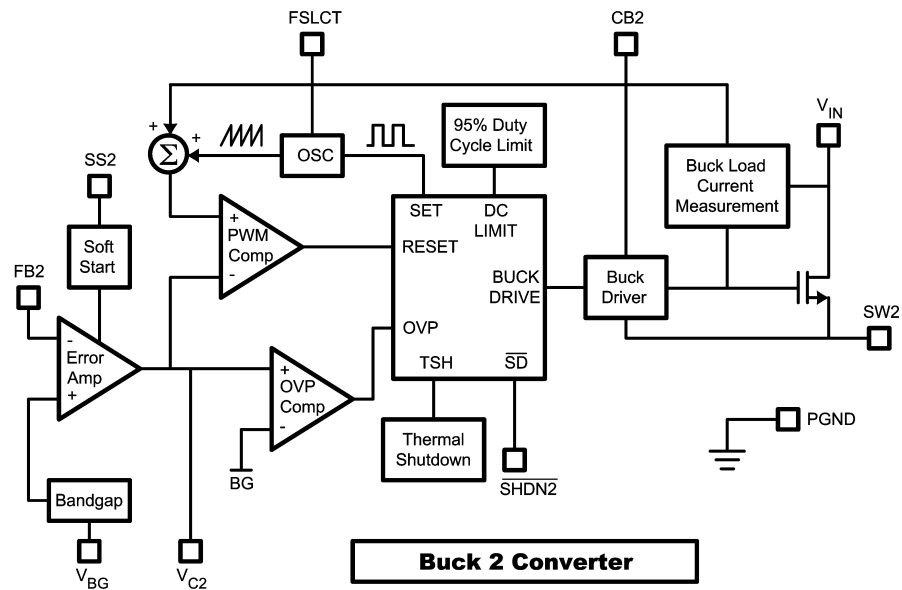 FSLCT
CB2
V_IN
95% Duty
Cycle Limit
+
+
Σ
OSC
SS2
Buck Load
Current
Measurement
SET
DC
LIMIT
+
PWM
Comp
-
RESET
Soft
Start
FB2
BUCK
DRIVE
Buck
Driver
SW2
-
Error
Amp
+
OVP
TSH
S̅D̅
+
OVP
Comp
-
PGND
Thermal
Shutdown
BG
S̅H̅D̅N̅2̅
Bandgap
V_BG
V_C2
Buck 2 Converter